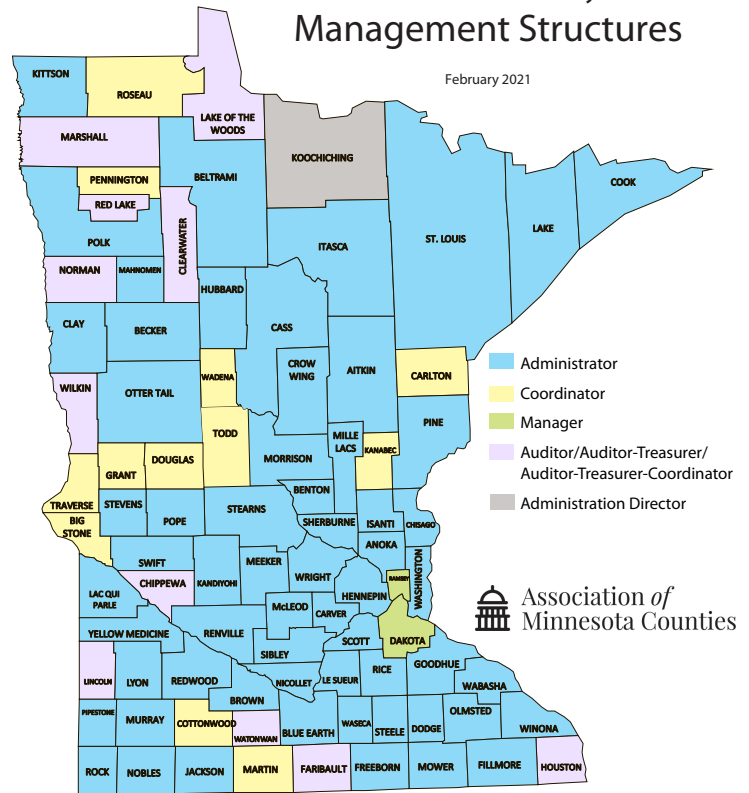 Management Structures
February 2021
KITTSON
ROSEAU
LAKE OF THE
WOODS
MARSHALL
KOOCHICHING
PENNINGTON
BELTRAMI
COOK
RED LAKE
ST. LOUIS
LAKE
POLK
CLEARWATER
ITASCA
NORMAN
MAHNOMEN
HUBBARD
CLAY
BECKER
CASS
CROW
WING
AITKIN
CARLTON
WADENA
WILKIN
OTTER TAIL
PINE
TODD
MILLE
LACS
KANABEC
MORRISON
GRANT
DOUGLAS
BENTON
TRAVERSE
STEVENS
STEARNS
BIG
STONE
POPE
SHERBURNE
ISANTI
CHISAGO
ANOKA
SWIFT
MEEKER
WRIGHT
WASHINGTON
CHIPPEWA
KANDIYOHI
RAMSEY
HENNEPIN
LAC QUI
PARLE
McLEOD
CARVER
YELLOW MEDICINE
RENVILLE
SCOTT
DAKOTA
SIBLEY
GOODHUE
LINCOLN
LYON
REDWOOD
NICOLLET
LE SUEUR
RICE
WABASHA
BROWN
PIPESTONE
MURRAY
COTTONWOOD
WATONWAN
BLUE EARTH
WASECA
STEELE
DODGE
OLMSTED
WINONA
ROCK
NOBLES
JACKSON
MARTIN
FARIBAULT
FREEBORN
MOWER
FILLMORE
HOUSTON
Administrator
Coordinator
Manager
Auditor/Auditor-Treasurer/
Auditor-Treasurer-Coordinator
Administration Director
Association of
Minnesota Counties